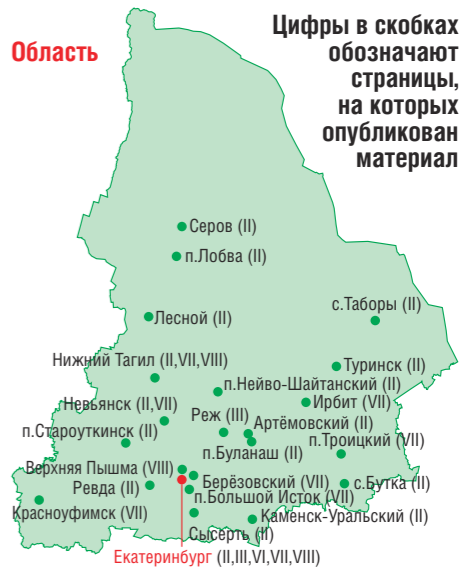 Область
Цифры в скобках
обозначают
страницы,
на которых
опубликован
материал
Серов (II)
п.Лобва (II)
с.Таборы (II)
Лесной (II)
Нижний Тагил (II,VII,VIII)
Туринск (II)
п.Нейво-Шайтанский (II)
Невьянск (II,VII)
Ирбит (VII)
Реж (III)
Артёмовский (II)
п.Староуткинск (II)
п.Троицкий (VII)
п.Буланаш (II)
Верхняя Пышма (VIII)
Берёзовский (VII)
с.Бутка (II)
Ревда (II)
п.Большой Исток (VII)
Красноуфимск (VII)
Каменск-Уральский (II)
Сысерть (II)
Екатеринбург (II,III,VI,VII,VIII)